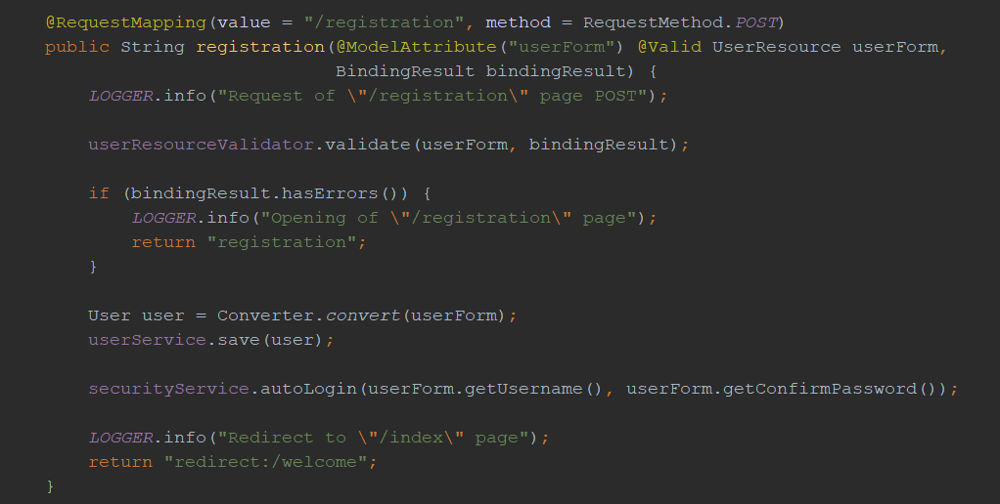 @RequestMapping(value = "/registration", method = RequestMethod.POST)
public String registration(@ModelAttribute("userForm") @Valid UserResource userForm,
                           BindingResult bindingResult) {
    LOGGER.info("Request of \"/registration\" page POST");

    userResourceValidator.validate(userForm, bindingResult);

    if (bindingResult.hasErrors()) {
        LOGGER.info("Opening of \"/registration\" page");
        return "registration";
    }

    User user = Converter.convert(userForm);
    userService.save(user);

    securityService.autoLogin(userForm.getUsername(), userForm.getConfirmPassword());

    LOGGER.info("Redirect to \"/index\" page");
    return "redirect:/welcome";
}